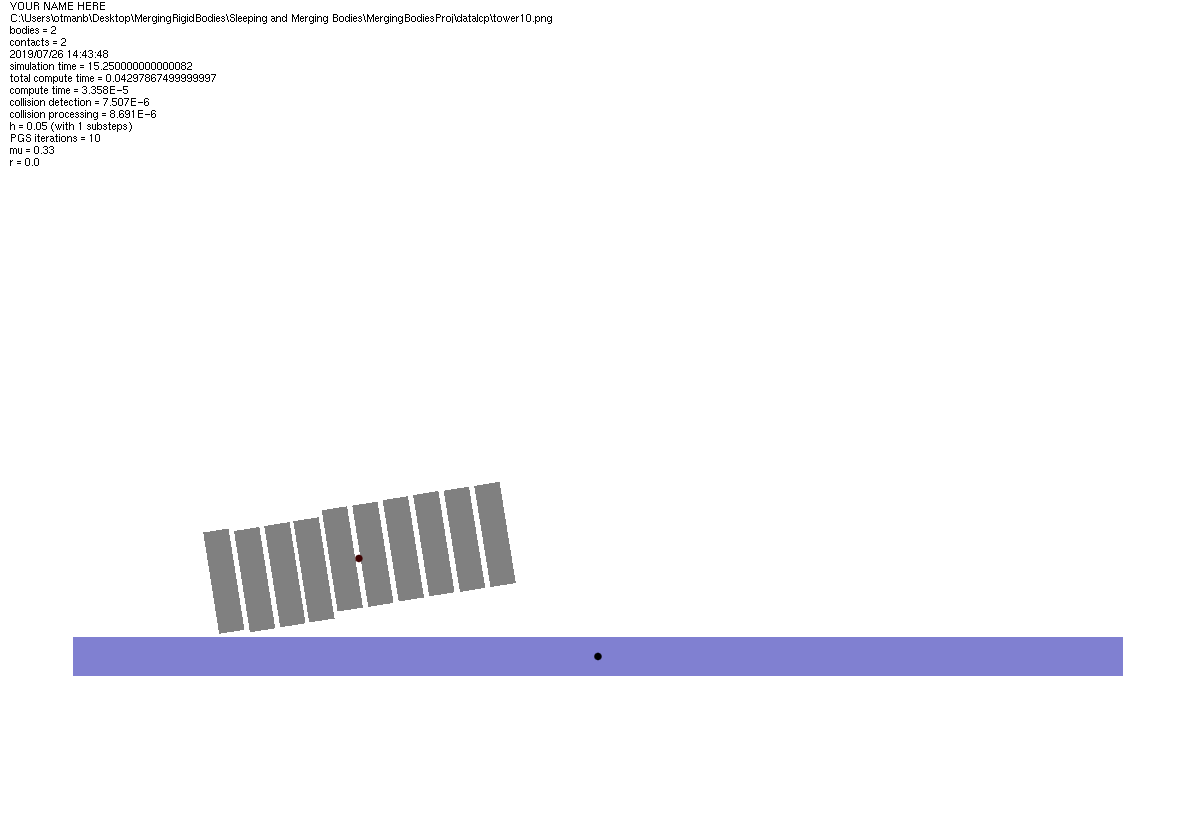 YOUR NAME HERE
C:\Users\otmanb\Desktop\MergingRigidBodies\Sleeping and Merging Bodies\MergingBodiesProj\datalcp\tower10.png
bodies = 2
contacts = 2
2019/07/26 14:43:48
simulation time = 15.250000000000082
total compute time = 0.04297867499999997
compute time = 3.358E-5
collision detection = 7.507E-6
collision processing = 8.691E-6
h = 0.05 (with 1 substeps)
PGS iterations = 10
mu = 0.33
r = 0.0